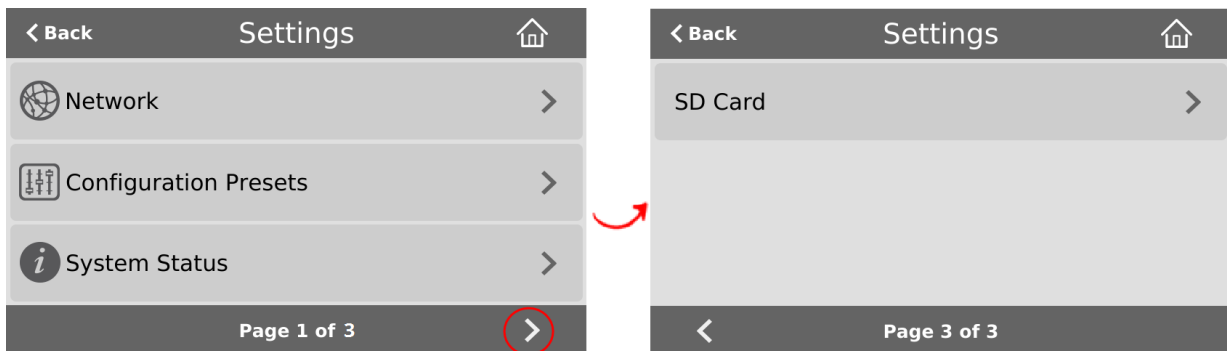 Back Settings
Network
Configuration Presets
System Status
Page 1 of 3
Back Settings
SD Card
Page 3 of 3